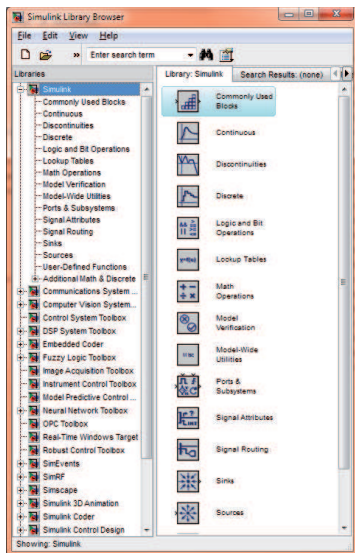 Simulink Library Browser
File Edit View Help
» Enter search term
Libraries
Library: Simulink Search Results: (none)
Simulink
Commonly Used Blocks
Continuous
Discontinuities
Discrete
Logic and Bit Operations
Lookup Tables
Math Operations
Model Verification
Model-Wide Utilities
Ports & Subsystems
Signal Attributes
Signal Routing
Sinks
Sources
User-Defined Functions
Additional Math & Discrete
Communications System ...
Computer Vision System...
Control System Toolbox
DSP System Toolbox
Embedded Coder
Fuzzy Logic Toolbox
Image Acquisition Toolbox
Instrument Control Toolbox
Model Predictive Control ...
Neural Network Toolbox
OPC Toolbox
Real-Time Windows Target
Robust Control Toolbox
SimEvents
SimRF
Simscape
Simulink 3D Animation
Simulink Coder
Simulink Control Design
Commonly Used
Blocks
Continuous
Discontinuities
Discrete
Logic and Bit
Operations
Lookup Tables
Math
Operations
Model
Verification
Model-Wide
Utilities
Ports &
Subsystems
Signal Attributes
Signal Routing
Sinks
Sources
Showing: Simulink